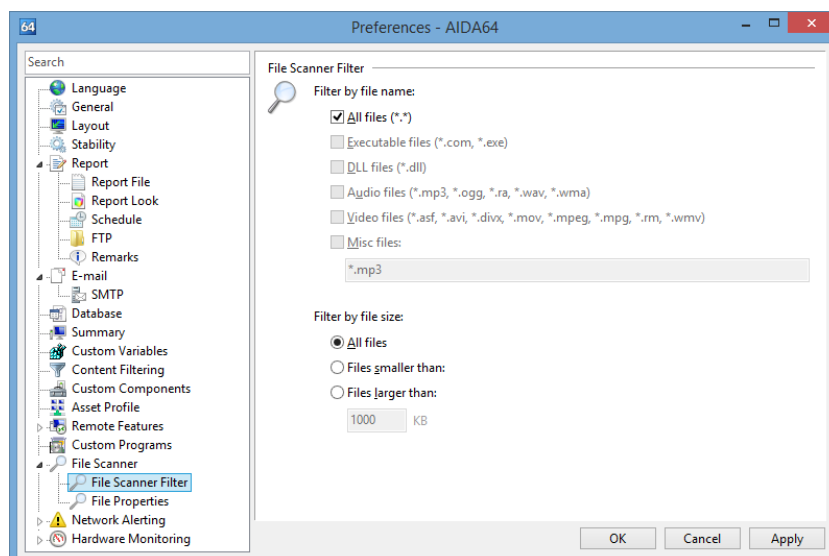 64
Preferences - AIDA64
Search
Language
General
Layout
Stability
Report
Report File
Report Look
Schedule
FTP
Remarks
E-mail
SMTP
Database
Summary
Custom Variables
Content Filtering
Custom Components
Asset Profile
Remote Features
Custom Programs
File Scanner
File Scanner Filter
File Properties
Network Alerting
Hardware Monitoring
File Scanner Filter
Filter by file name:
All files (*.*)
Executable files (*.com, *.exe)
DLL files (*.dll)
Audio files (*.mp3, *.ogg, *.ra, *.wav, *.wma)
Video files (*.asf, *.avi, *.divx, *.mov, *.mpeg, *.mpg, *.rm, *.wmv)
Misc files:
*.mp3
Filter by file size:
All files
Files smaller than:
Files larger than:
1000 KB
OK Cancel Apply